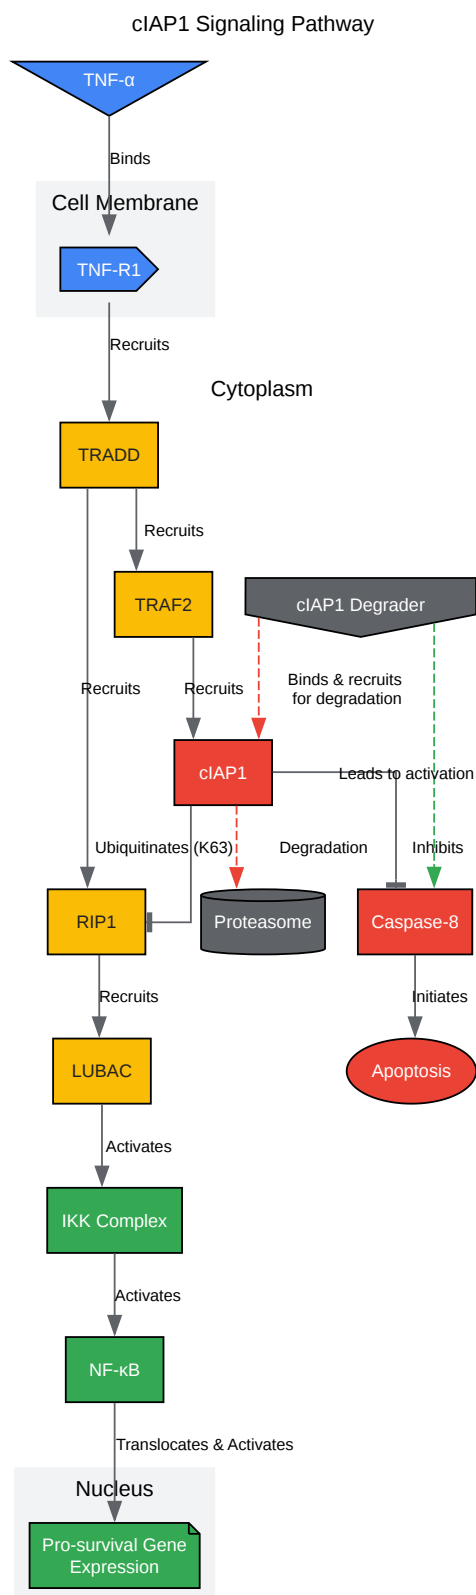 cIAP1 Signaling Pathway
TNF-α
Binds
Cell Membrane
TNF-R1
Recruits
Cytoplasm
TRADD
Recruits
TRAF2
cIAP1 Degrader
Recruits
Recruits
Binds & recruits
for degradation
cIAP1
Leads to activation
Ubiquitinates (K63)
Degradation
Inhibits
RIP1
Proteasome
Caspase-8
Recruits
Initiates
LUBAC
Apoptosis
Activates
IKK Complex
Activates
NF-κB
Translocates & Activates
Nucleus
Pro-survival Gene
Expression